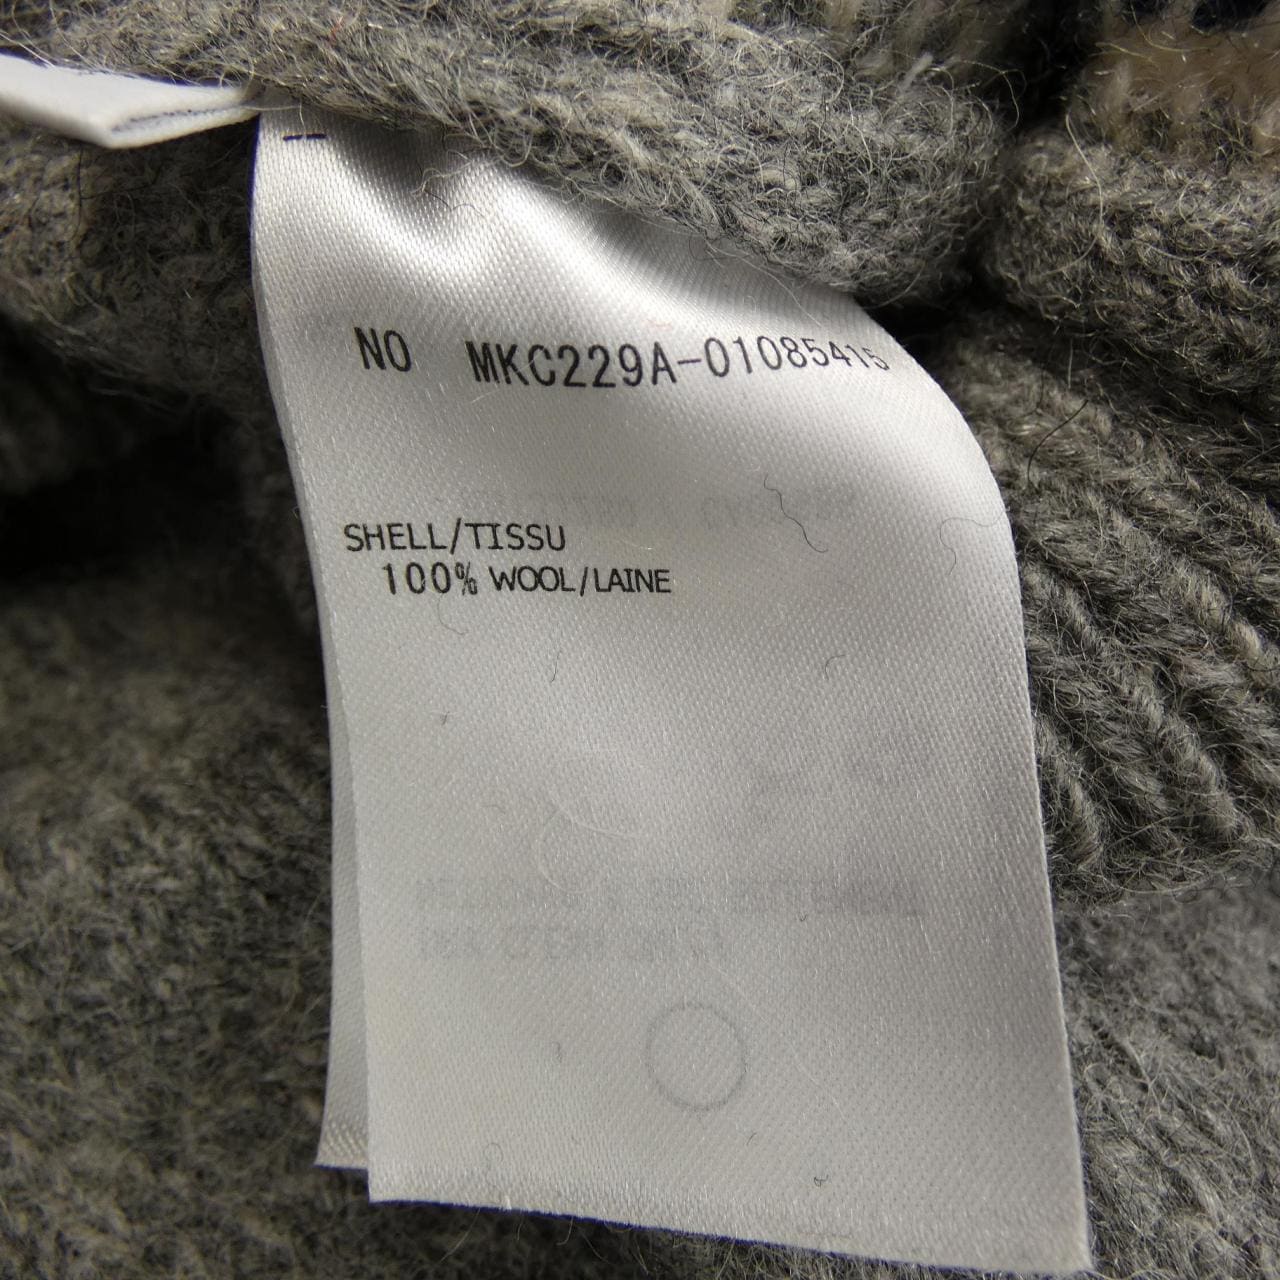 NO MKC229A-01085415
SHELL/TISSU
100% WOOL/LAINE